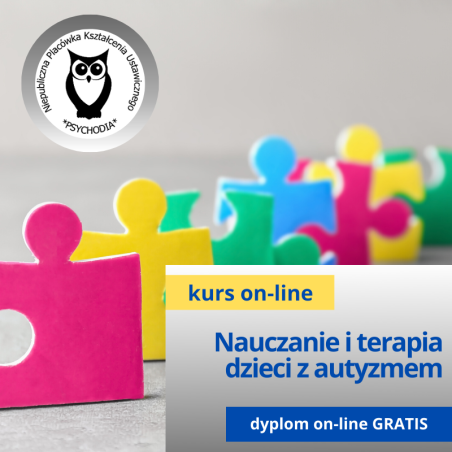 Niepubliczna Placówka Kształcenia Ustawicznego
*PSYCHODIA*
kurs on-line
Nauczanie i terapia
dzieci z autyzmem
dyplom on-line GRATIS